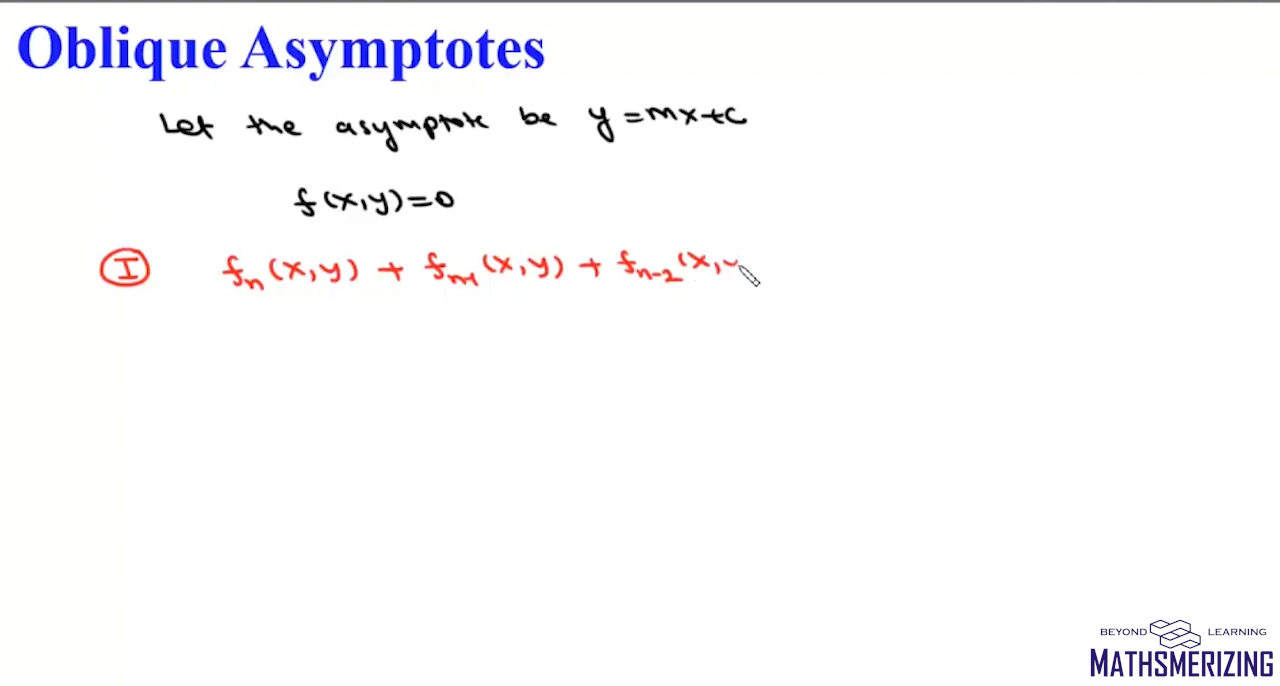 Oblique Asymptotes
Let the asymptote be y = mx+c
f(x,y)=0
I fₙ(x,y) + fₙ₋₁(x,y) + fₙ₋₂(x,
BEYOND LEARNING
MATHSMERIZING